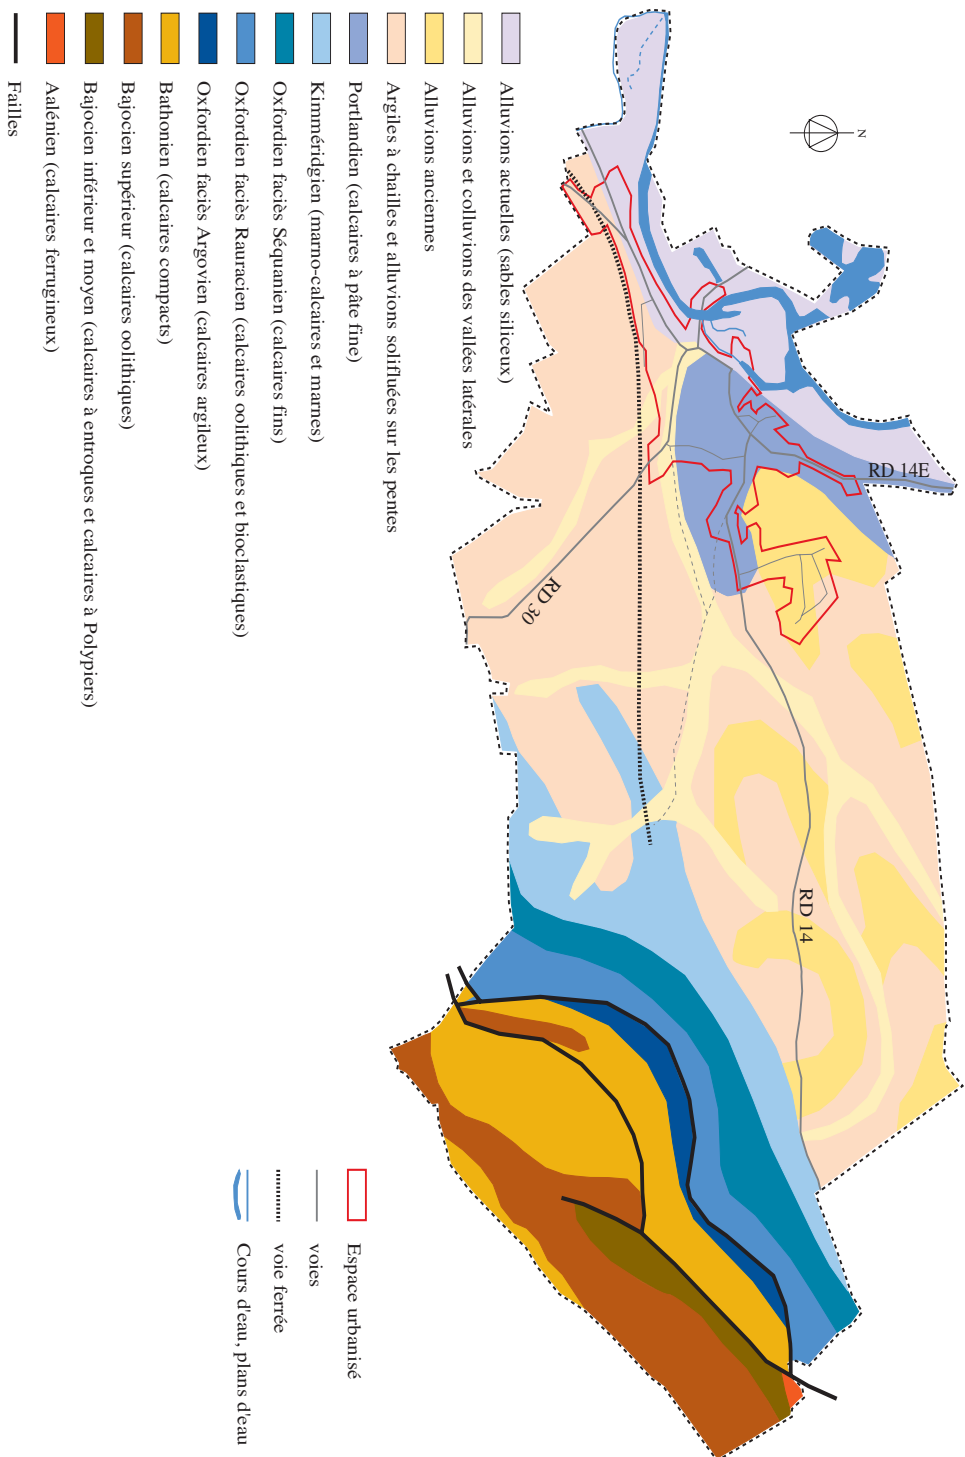 N
RD 14E
RD 30
RD 14
Alluvions actuelles (sables siliceux)
Alluvions et colluvions des vallées latérales
Alluvions anciennes
Argiles à chailles et alluvions solifluées sur les pentes
Portlandien (calcaires à pâte fine)
Kimméridgien (marno-calcaires et marnes)
Oxfordien faciès Séquanien (calcaires fins)
Oxfordien faciès Rauracien (calcaires oolithiques et bioclastiques)
Oxfordien faciès Argovien (calcaires argileux)
Bathonien (calcaires compacts)
Bajocien supérieur (calcaires oolithiques)
Bajocien inférieur et moyen (calcaires à entroques et calcaires à Polypiers)
Aalénien (calcaires ferrugineux)
Failles
Espace urbanisé
voies
voie ferrée
Cours d'eau, plans d'eau